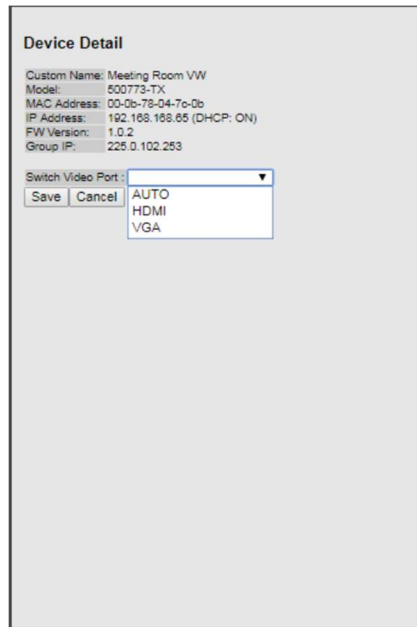 Device Detail
Custom Name: Meeting Room VW
Model: 500773-TX
MAC Address: 00-0b-78-04-7c-0b
IP Address: 192.168.168.65 (DHCP: ON)
FW Version: 1.0.2
Group IP: 225.0.102.253
Switch Video Port :
Save Cancel
AUTO
HDMI
VGA